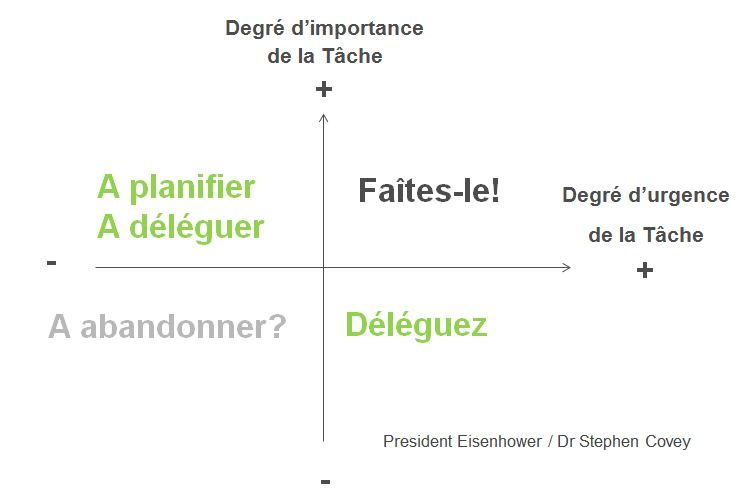 Degré d’importance
de la Tâche
+
A planifier
A déléguer
Faîtes-le!
Degré d’urgence
de la Tâche
-
+
A abandonner?
Déléguez
President Eisenhower / Dr Stephen Covey
-